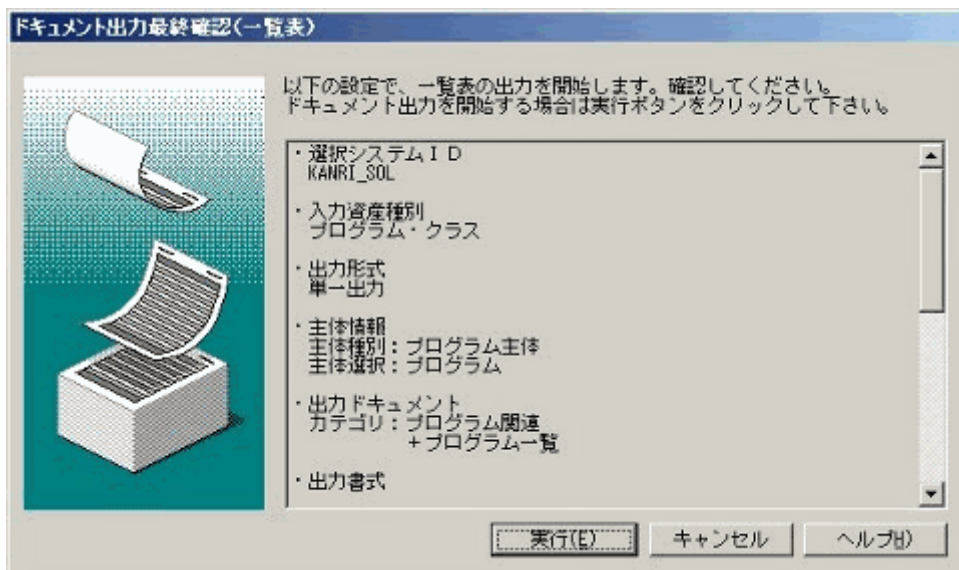 ドキュメント出力最終確認(一覧表)
以下の設定で、一覧表の出力を開始します。確認してください。
ドキュメント出力を開始する場合は実行ボタンをクリックして下さい。
・選択システムＩＤ
KANRI_SOL
・入力資産種別
プログラム・クラス
・出力形式
単一出力
・主体情報
主体種別：プログラム主体
主体選択：プログラム
・出力ドキュメント
カテゴリ：プログラム関連
＋プログラム一覧
・出力書式
実行(E)
キャンセル
ヘルプ(H)